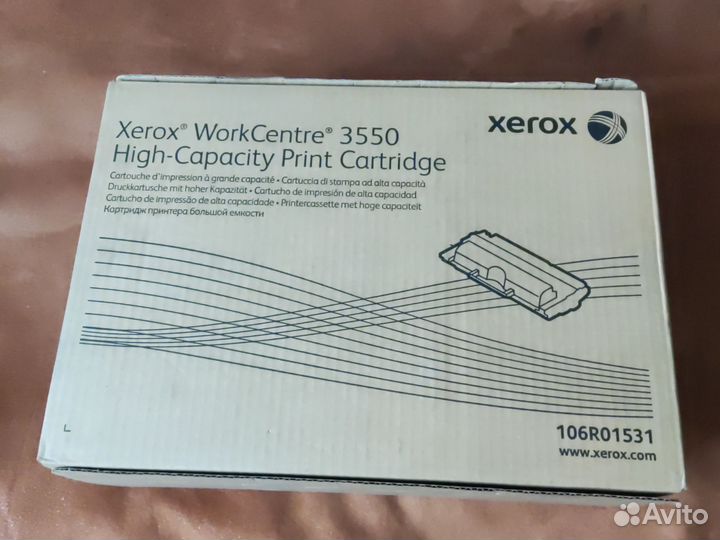 xerox
Xerox® WorkCentre® 3550
High-Capacity Print Cartridge
Cartouche d'impression à grande capacité • Cartuccia di stampa ad alta capacità
Druckkartusche mit hoher Kapazität • Cartucho de impresión de alta capacidad
Cartucho de impressão de alta capacidade • Printercassette met hoge capaciteit
Картридж принтера большой емкости
106R01531
www.xerox.com
Avito